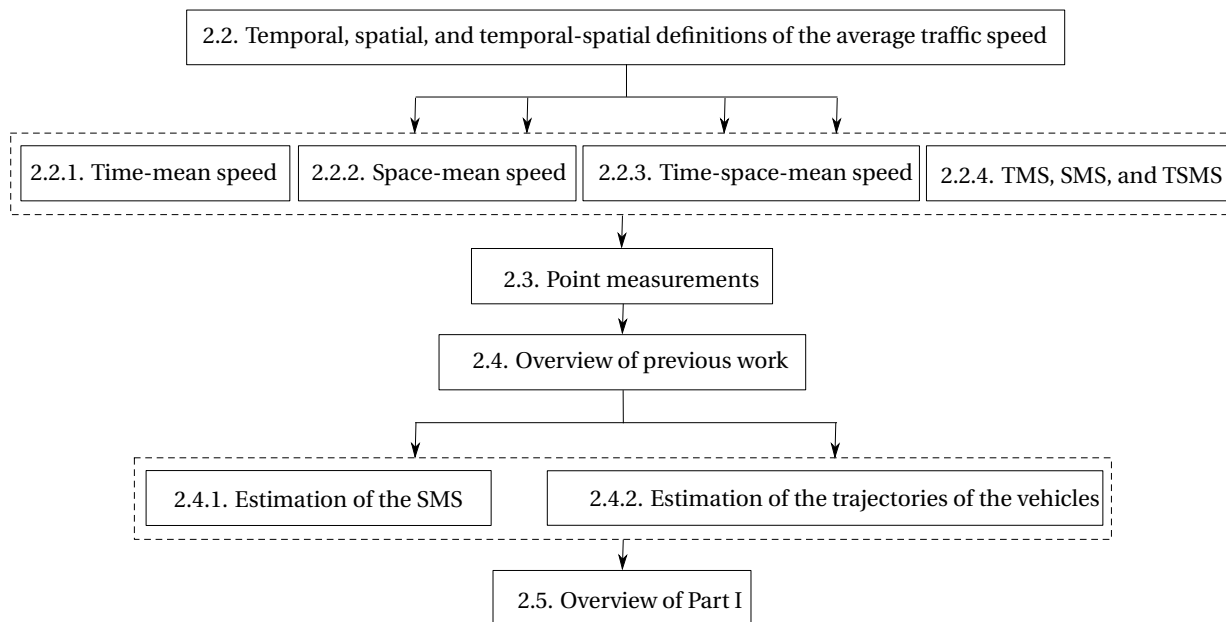 2.2. Temporal, spatial, and temporal-spatial definitions of the average traffic speed
2.2.1. Time-mean speed
2.2.2. Space-mean speed
2.2.3. Time-space-mean speed
2.2.4. TMS, SMS, and TSMS
2.3. Point measurements
2.4. Overview of previous work
2.4.1. Estimation of the SMS
2.4.2. Estimation of the trajectories of the vehicles
2.5. Overview of Part I